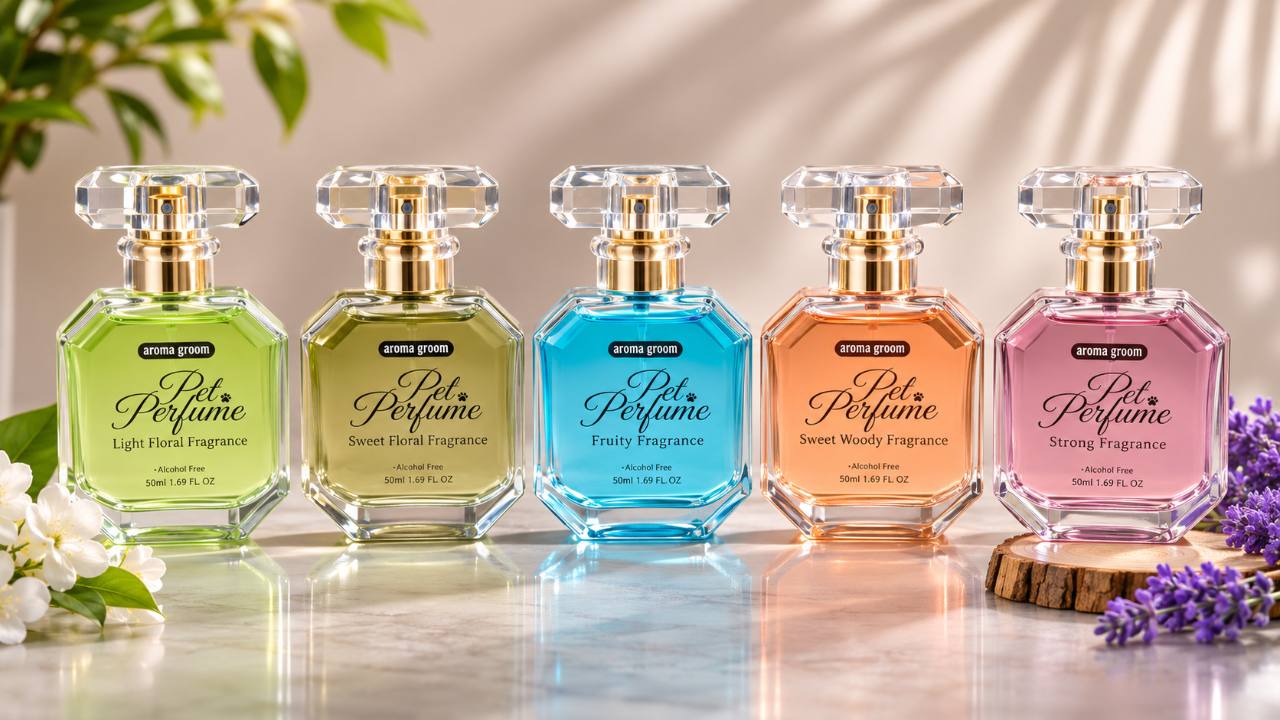 aroma groom
Pet
Perfume
Light Floral Fragrance
•Alcohol Free
50ml 1.69 FL. OZ
aroma groom
Pet
Perfume
Sweet Floral Fragrance
•Alcohol Free
50ml 1.69 FL. OZ
aroma groom
Pet
Perfume
Fruity Fragrance
•Alcohol Free
50ml 1.69 FL. OZ
aroma groom
Pet
Perfume
Sweet Woody Fragrance
•Alcohol Free
50ml 1.69 FL. OZ
aroma groom
Pet
Perfume
Strong Fragrance
•Alcohol Free
50ml 1.69 FL. OZ